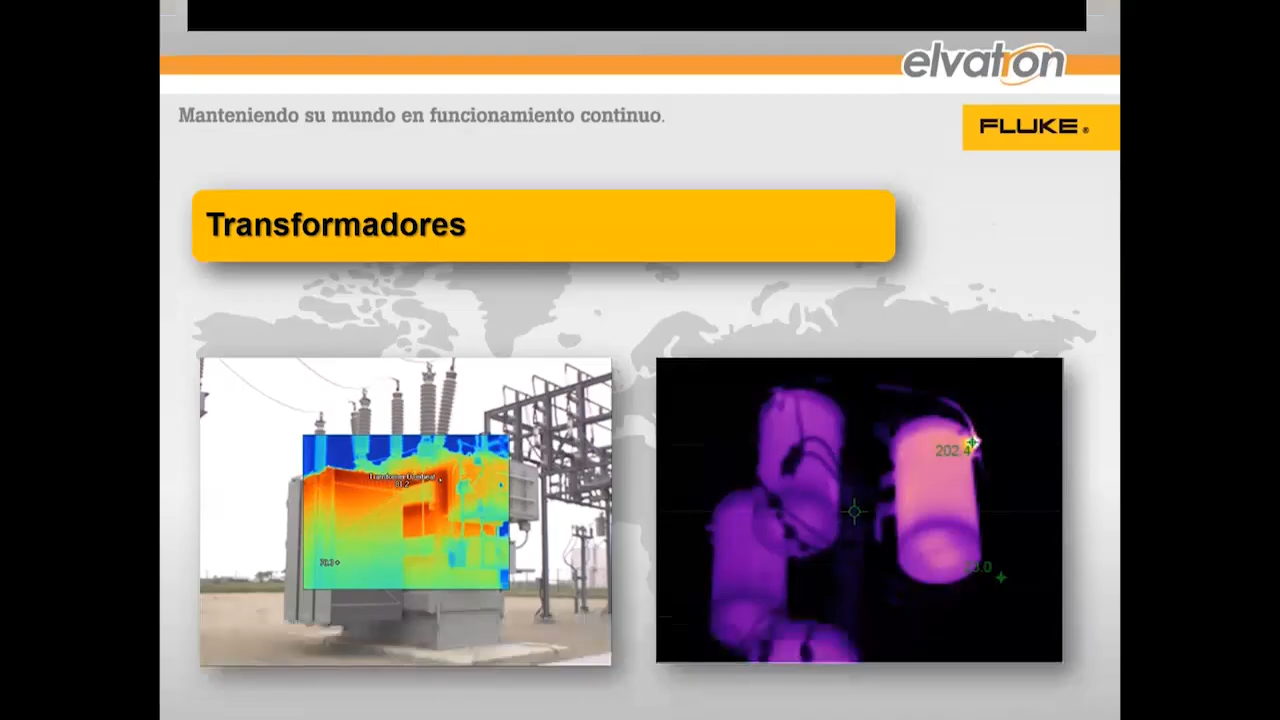 elvatron
Manteniendo su mundo en funcionamiento continuo.
FLUKE®
Transformadores
202.4